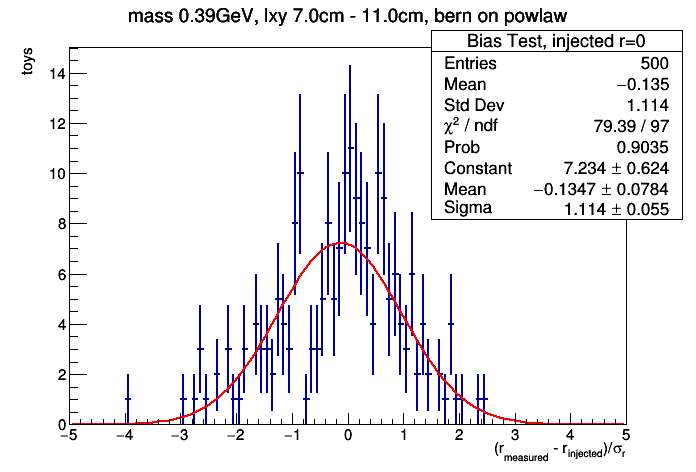 mass 0.39GeV, lxy 7.0cm - 11.0cm, bern on powlaw
toys
Bias Test, injected r=0
Entries 500
Mean −0.135
Std Dev 1.114
χ² / ndf 79.39 / 97
Prob 0.9035
Constant 7.234 ± 0.624
Mean −0.1347 ± 0.0784
Sigma 1.114 ± 0.055
14
12
10
8
6
4
2
0
−5 −4 −3 −2 −1 0 1 2 3 4 5
(r_measured - r_injected)/σ_r